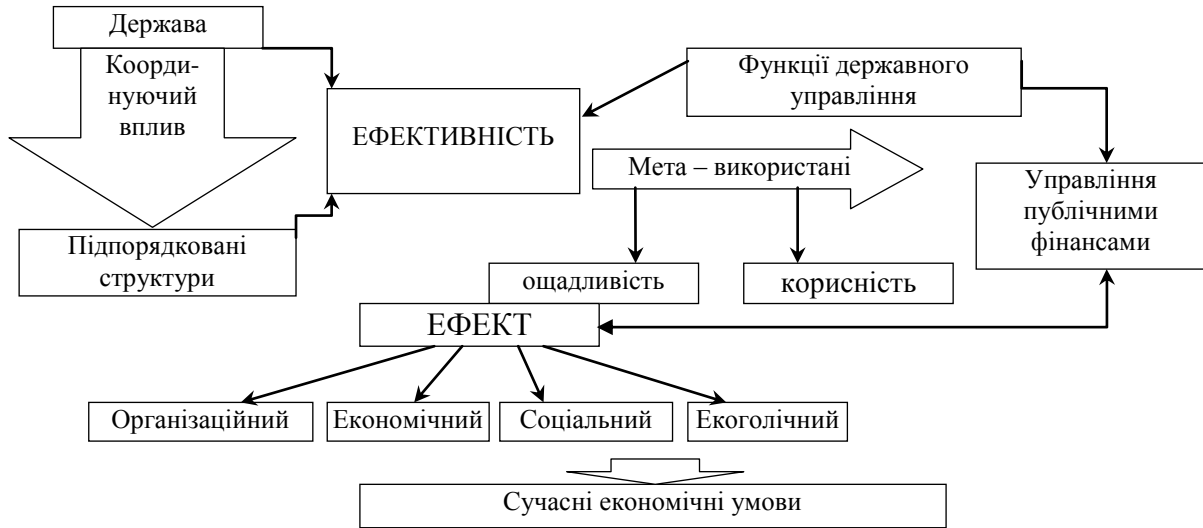 Держава
Коорди-
нуючий
вплив
Підпорядковані
структури
ЕФЕКТИВНІСТЬ
Функції державного
управління
Мета – використані
Управління
публічними
фінансами
ощадливість
корисність
ЕФЕКТ
Організаційний
Економічний
Соціальний
Екоголічний
Сучасні економічні умови